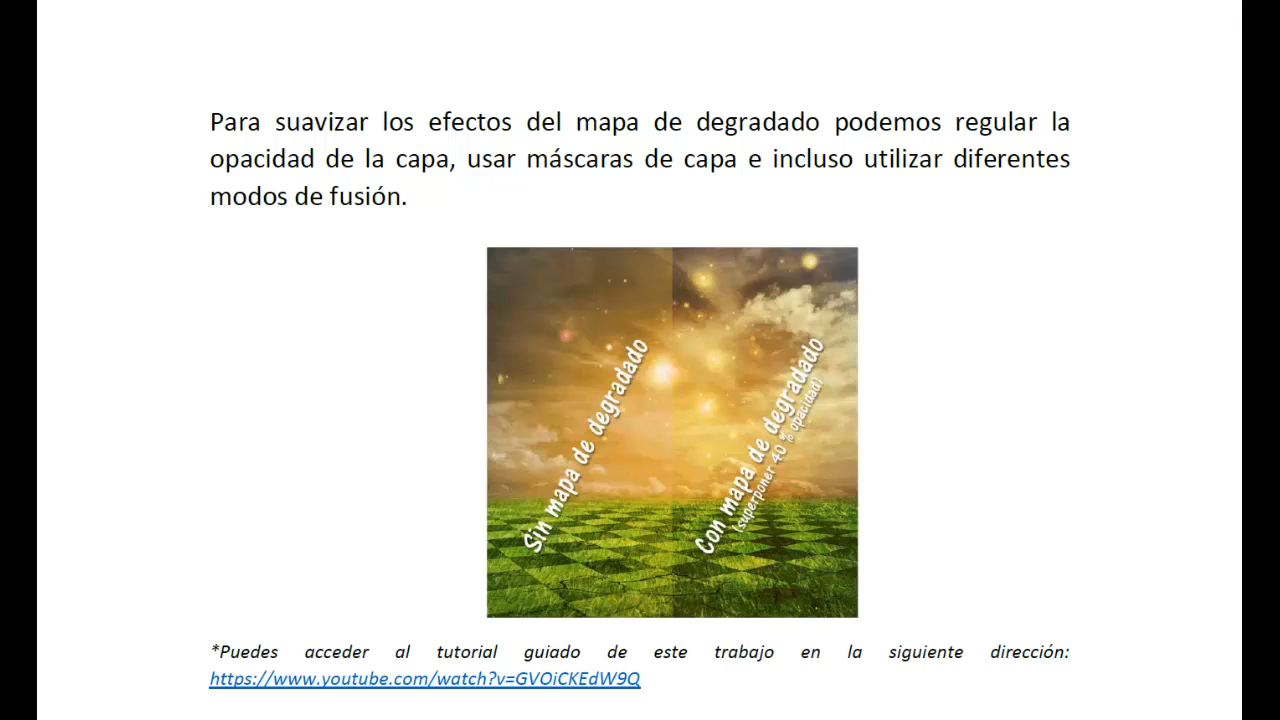 Para suavizar los efectos del mapa de degradado podemos regular la
opacidad de la capa, usar máscaras de capa e incluso utilizar diferentes
modos de fusión.
Sin mapa de degradado
Con mapa de degradado
(superponer 40 % opacidad)
*Puedes acceder al tutorial guiado de este trabajo en la siguiente dirección:
https://www.youtube.com/watch?v=GVOiCKEdW9Q